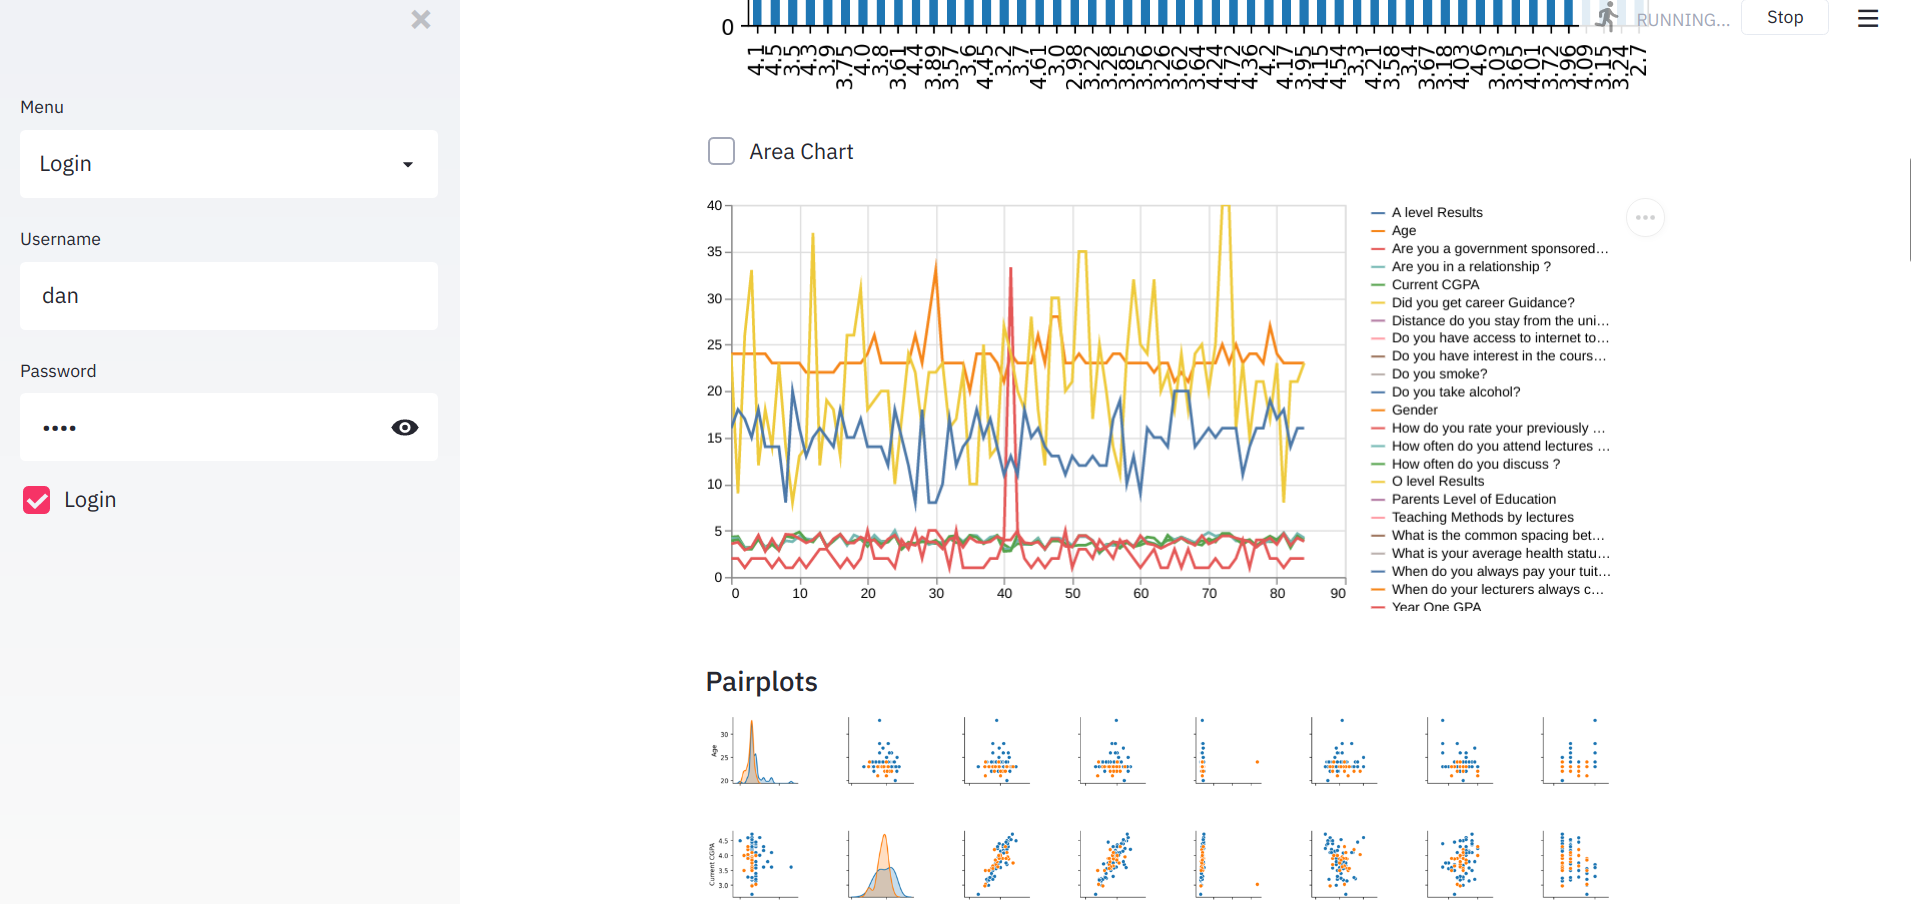 Menu
Login
Username
dan
Password
••••
Login
RUNNING...
Stop
0
4.1 4.5 3.5 4.3 3.9 3.75 4.0 3.8 3.61 4.4 3.89 3.57 3.6 4.45 3.2 3.7 4.61 3.0 2.98 3.22 3.28 3.85 3.56 3.26 3.62 3.64 4.24 4.72 4.36 4.2 4.17 3.95 4.15 4.54 3.3 4.21 3.58 3.4 3.67 3.18 4.03 4.6 3.03 3.65 4.01 3.72 3.96 4.09 3.15 3.24 2.7
Area Chart
40
35
30
25
20
15
10
5
0
0 10 20 30 40 50 60 70 80 90
A level Results
Age
Are you a government sponsored...
Are you in a relationship ?
Current CGPA
Did you get career Guidance?
Distance do you stay from the uni...
Do you have access to internet to...
Do you have interest in the cours...
Do you smoke?
Do you take alcohol?
Gender
How do you rate your previously ...
How often do you attend lectures ...
How often do you discuss ?
O level Results
Parents Level of Education
Teaching Methods by lectures
What is the common spacing bet...
What is your average health statu...
When do you always pay your tuit...
When do your lecturers always c...
Year One GPA
Pairplots
Age
30
25
20
Current CGPA
4.5
4.0
3.5
3.0